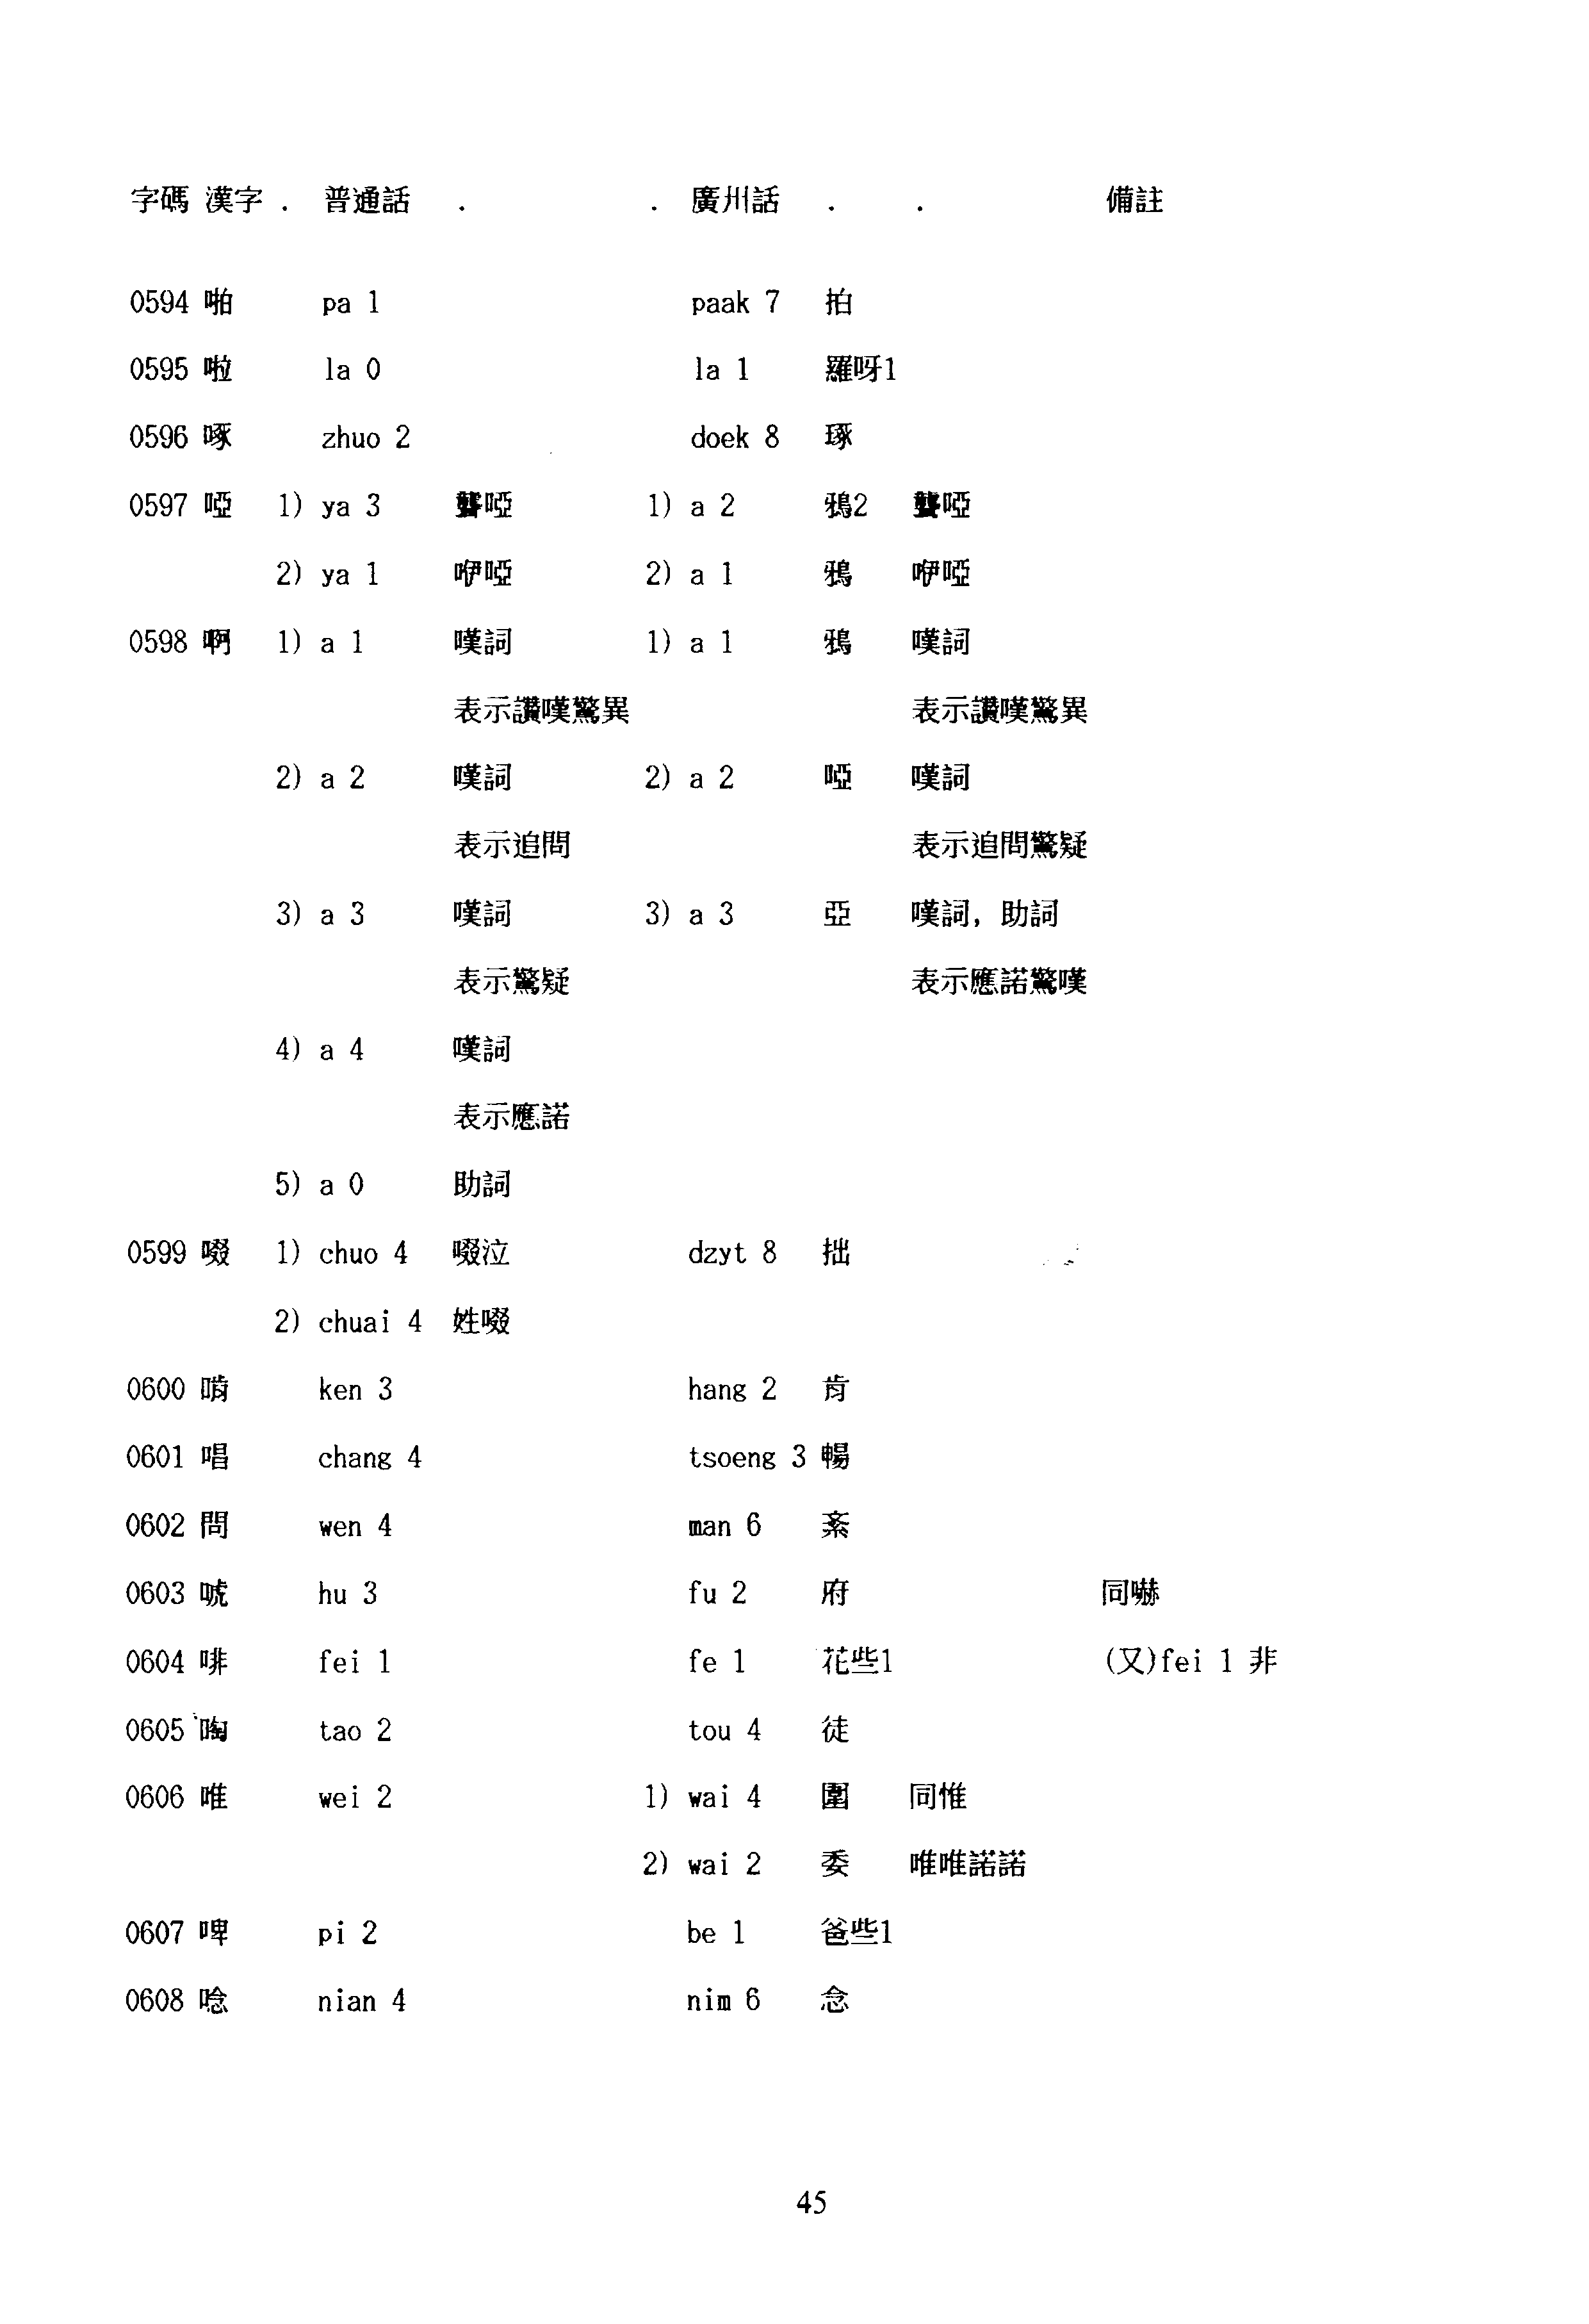 字碼 漢字 . 普通話 . . 廣州話 . . 備註
0594 啪 pa 1 paak 7 拍
0595 啦 la 0 la 1 羅呀1
0596 啄 zhuo 2 doek 8 琢
0597 啞 1) ya 3 聾啞 1) a 2 鴉2 聾啞
2) ya 1 咿啞 2) a 1 鴉 咿啞
0598 啊 1) a 1 嘆詞 1) a 1 鴉 嘆詞
表示讚嘆驚異 表示讚嘆驚異
2) a 2 嘆詞 2) a 2 啞 嘆詞
表示追問 表示追問驚疑
3) a 3 嘆詞 3) a 3 亞 嘆詞, 助詞
表示驚疑 表示應諾驚嘆
4) a 4 嘆詞
表示應諾
5) a 0 助詞
0599 啜 1) chuo 4 啜泣 dzyt 8 拙
2) chuai 4 姓啜
0600 啃 ken 3 hang 2 肯
0601 唱 chang 4 tsoeng 3 暢
0602 問 wen 4 man 6 紊
0603 唬 hu 3 fu 2 府 同嚇
0604 啡 fei 1 fe 1 花些1 (又)fei 1 非
0605 啕 tao 2 tou 4 徒
0606 唯 wei 2 1) wai 4 圍 同惟
2) wai 2 委 唯唯諾諾
0607 啤 pi 2 be 1 爸些1
0608 唸 nian 4 nim 6 念
45